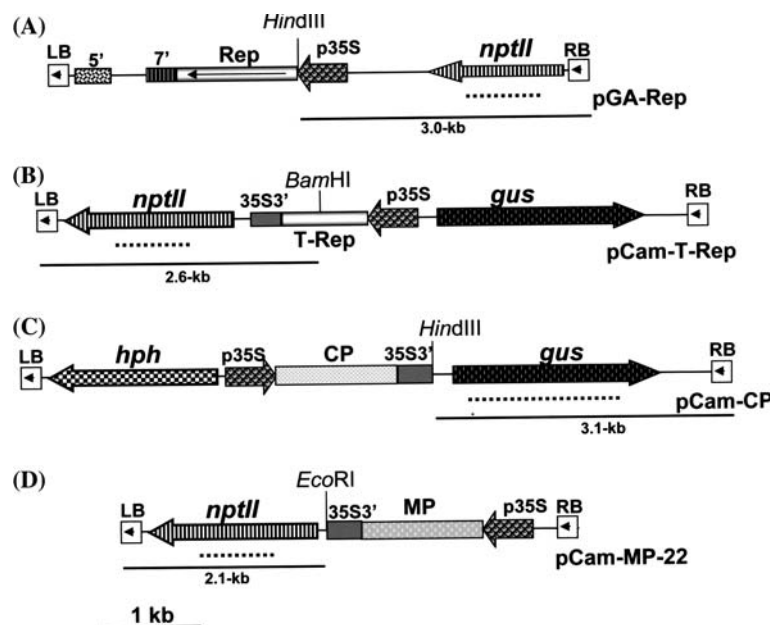 (A)
HindIII
LB 5' 7' Rep p35S nptII RB
pGA-Rep
3.0-kb
(B)
BamHI
LB nptII 35S3' p35S gus RB
T-Rep
pCam-T-Rep
2.6-kb
(C)
HindIII
LB hph p35S CP 35S3' gus RB
pCam-CP
3.1-kb
(D)
EcoRI
LB nptII 35S3' MP p35S RB
pCam-MP-22
2.1-kb
1 kb